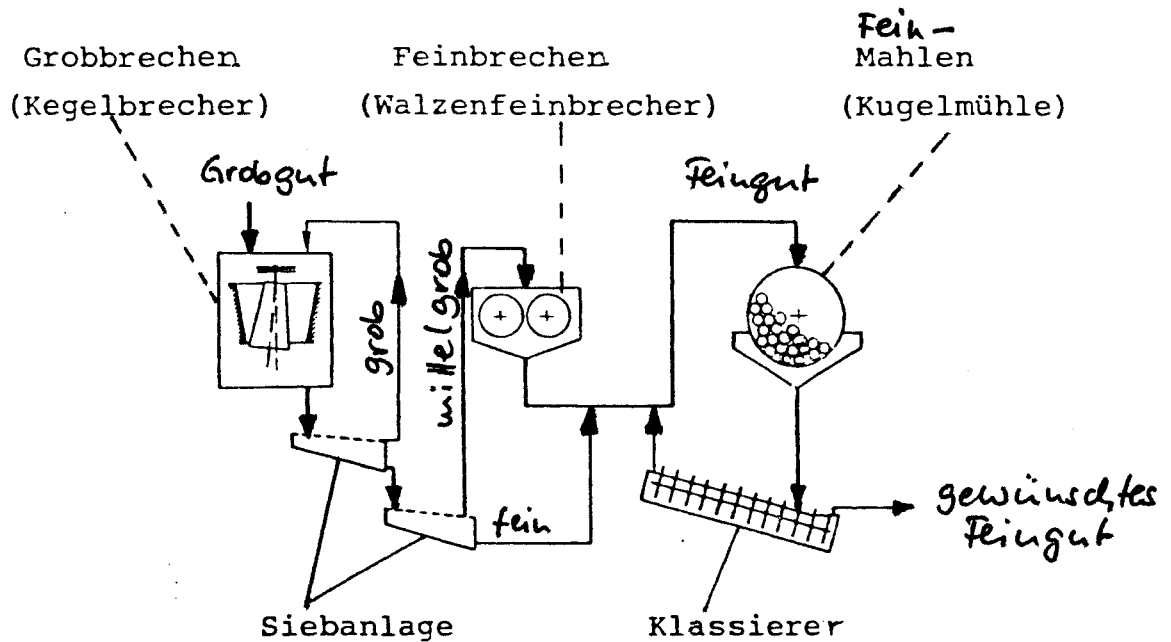 Grobbrechen
(Kegelbrecher)
Feinbrechen
(Walzenfeinbrecher)
Fein-
Mahlen
(Kugelmühle)
Grobgut
Feingut
grob
mittelgrob
fein
gewünschtes
Feingut
Siebanlage
Klassierer